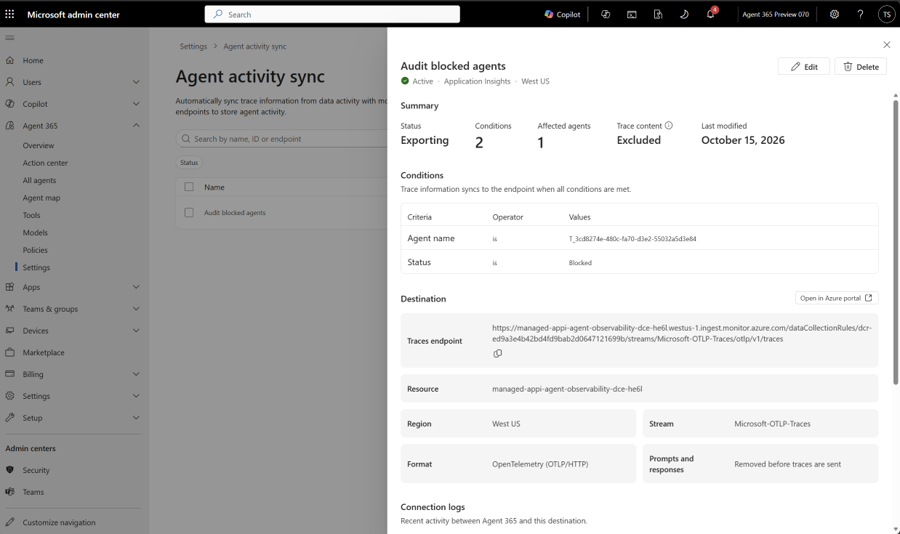 Microsoft admin center
Search
Copilot
4
Agent 365 Preview 070
TS
Home
Users
Copilot
Agent 365
Overview
Action center
All agents
Agent map
Tools
Models
Policies
Settings
Apps
Teams & groups
Devices
Marketplace
Billing
Settings
Setup
Admin centers
Security
Teams
Customize navigation
Settings > Agent activity sync
Agent activity sync
Automatically sync trace information from data activity with mo
endpoints to store agent activity.
Search by name, ID or endpoint
Status
Name
Audit blocked agents
Audit blocked agents
Edit
Delete
Active · Application Insights · West US
Summary
Status Conditions Affected agents Trace content Last modified
Exporting 2 1 Excluded October 15, 2026
Conditions
Trace information syncs to the endpoint when all conditions are met.
Criteria Operator Values
Agent name is T_3cd8274e-480c-fa70-d3e2-55032a5d3e84
Status is Blocked
Destination
Open in Azure portal
Traces endpoint
https://managed-appi-agent-observability-dce-he6l.westus-1.ingest.monitor.azure.com/dataCollectionRules/dcr-
ed9a3e4b42bd4fd9bab2d0647121699b/streams/Microsoft-OTLP-Traces/otlp/v1/traces
Resource managed-appi-agent-observability-dce-he6l
Region West US
Stream Microsoft-OTLP-Traces
Format OpenTelemetry (OTLP/HTTP)
Prompts and
responses
Removed before traces are sent
Connection logs
Recent activity between Agent 365 and this destination.